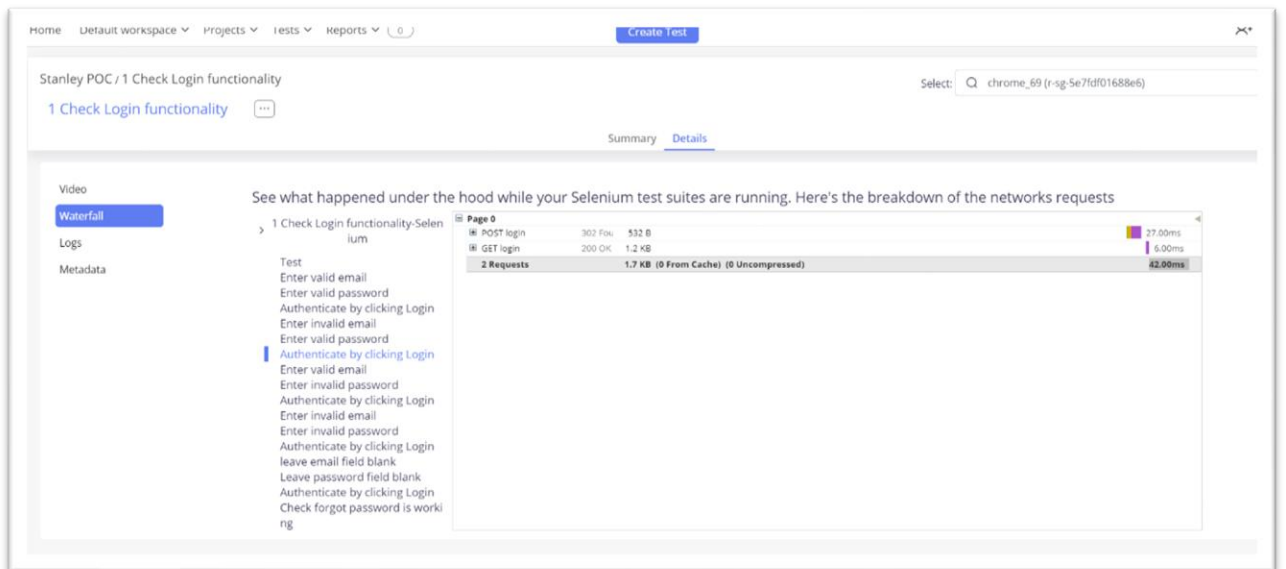 Home Default workspace Projects Tests Reports 0 Create Test
Stanley POC / 1 Check Login functionality
Select: chrome_69 (r-sg-5e7fdf01688e6)
1 Check Login functionality ...
Summary Details
Video
Waterfall
Logs
Metadata
See what happened under the hood while your Selenium test suites are running. Here's the breakdown of the networks requests
1 Check Login functionality-Selen
ium
Test
Enter valid email
Enter valid password
Authenticate by clicking Login
Enter invalid email
Enter valid password
Authenticate by clicking Login
Enter valid email
Enter invalid password
Authenticate by clicking Login
Enter invalid email
Enter invalid password
Authenticate by clicking Login
leave email field blank
Leave password field blank
Authenticate by clicking Login
Check forgot password is worki
ng
Page 0
POST login 302 Fou 532 B 27.00ms
GET login 200 OK 1.2 KB 6.00ms
2 Requests 1.7 KB (0 From Cache) (0 Uncompressed) 42.00ms